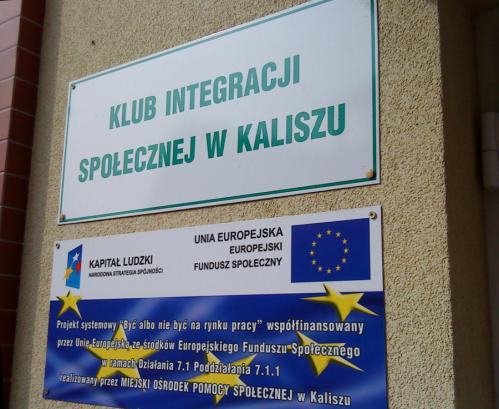 KLUB INTEGRACJI
SPOŁECZNEJ W KALISZU
KAPITAŁ LUDZKI
NARODOWA STRATEGIA SPÓJNOŚCI
UNIA EUROPEJSKA
EUROPEJSKI
FUNDUSZ SPOŁECZNY
Projekt systemowy "Być albo nie być na rynku pracy" współfinansowany
przez Unię Europejską ze środków Europejskiego Funduszu Społecznego
w ramach Działania 7.1 Poddziałania 7.1.1
realizowany przez MIEJSKI OŚRODEK POMOCY SPOŁECZNEJ w Kaliszu